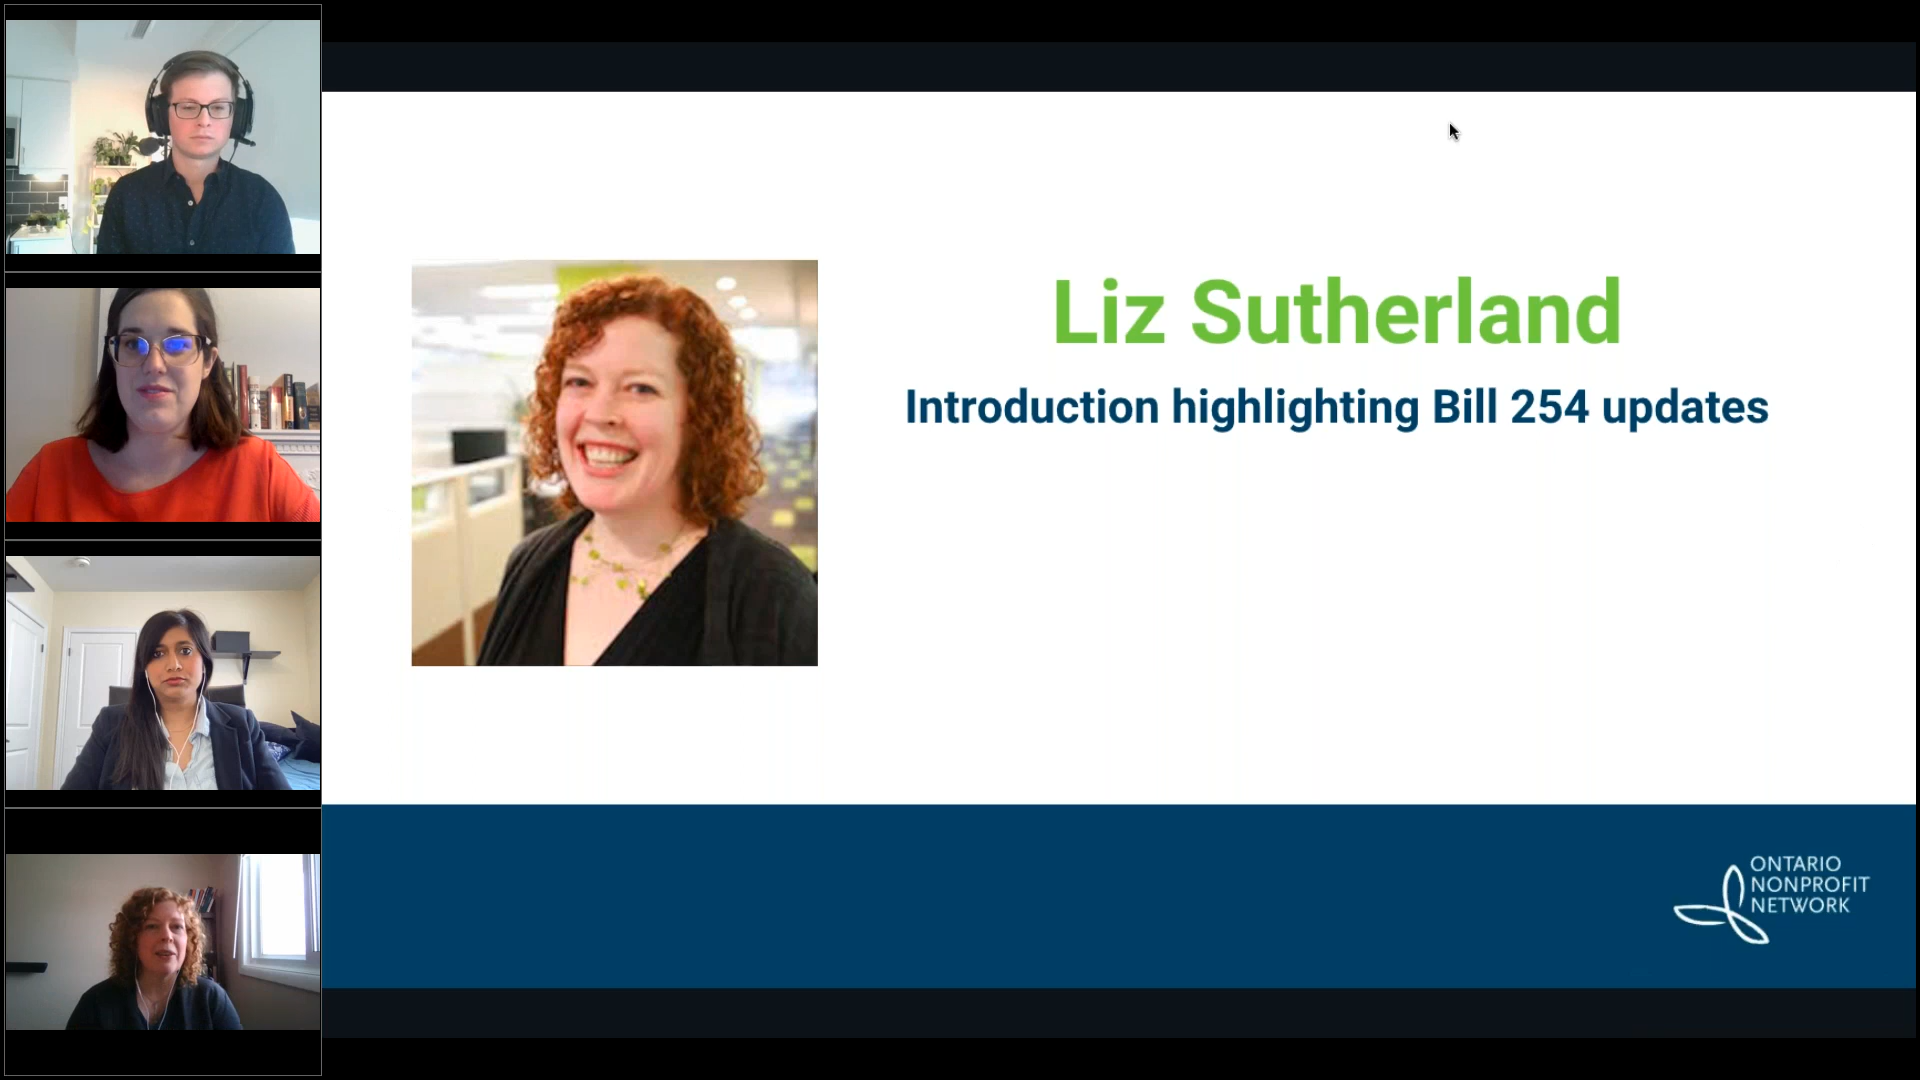 Liz Sutherland
Introduction highlighting Bill 254 updates
ONTARIO
NONPROFIT
NETWORK